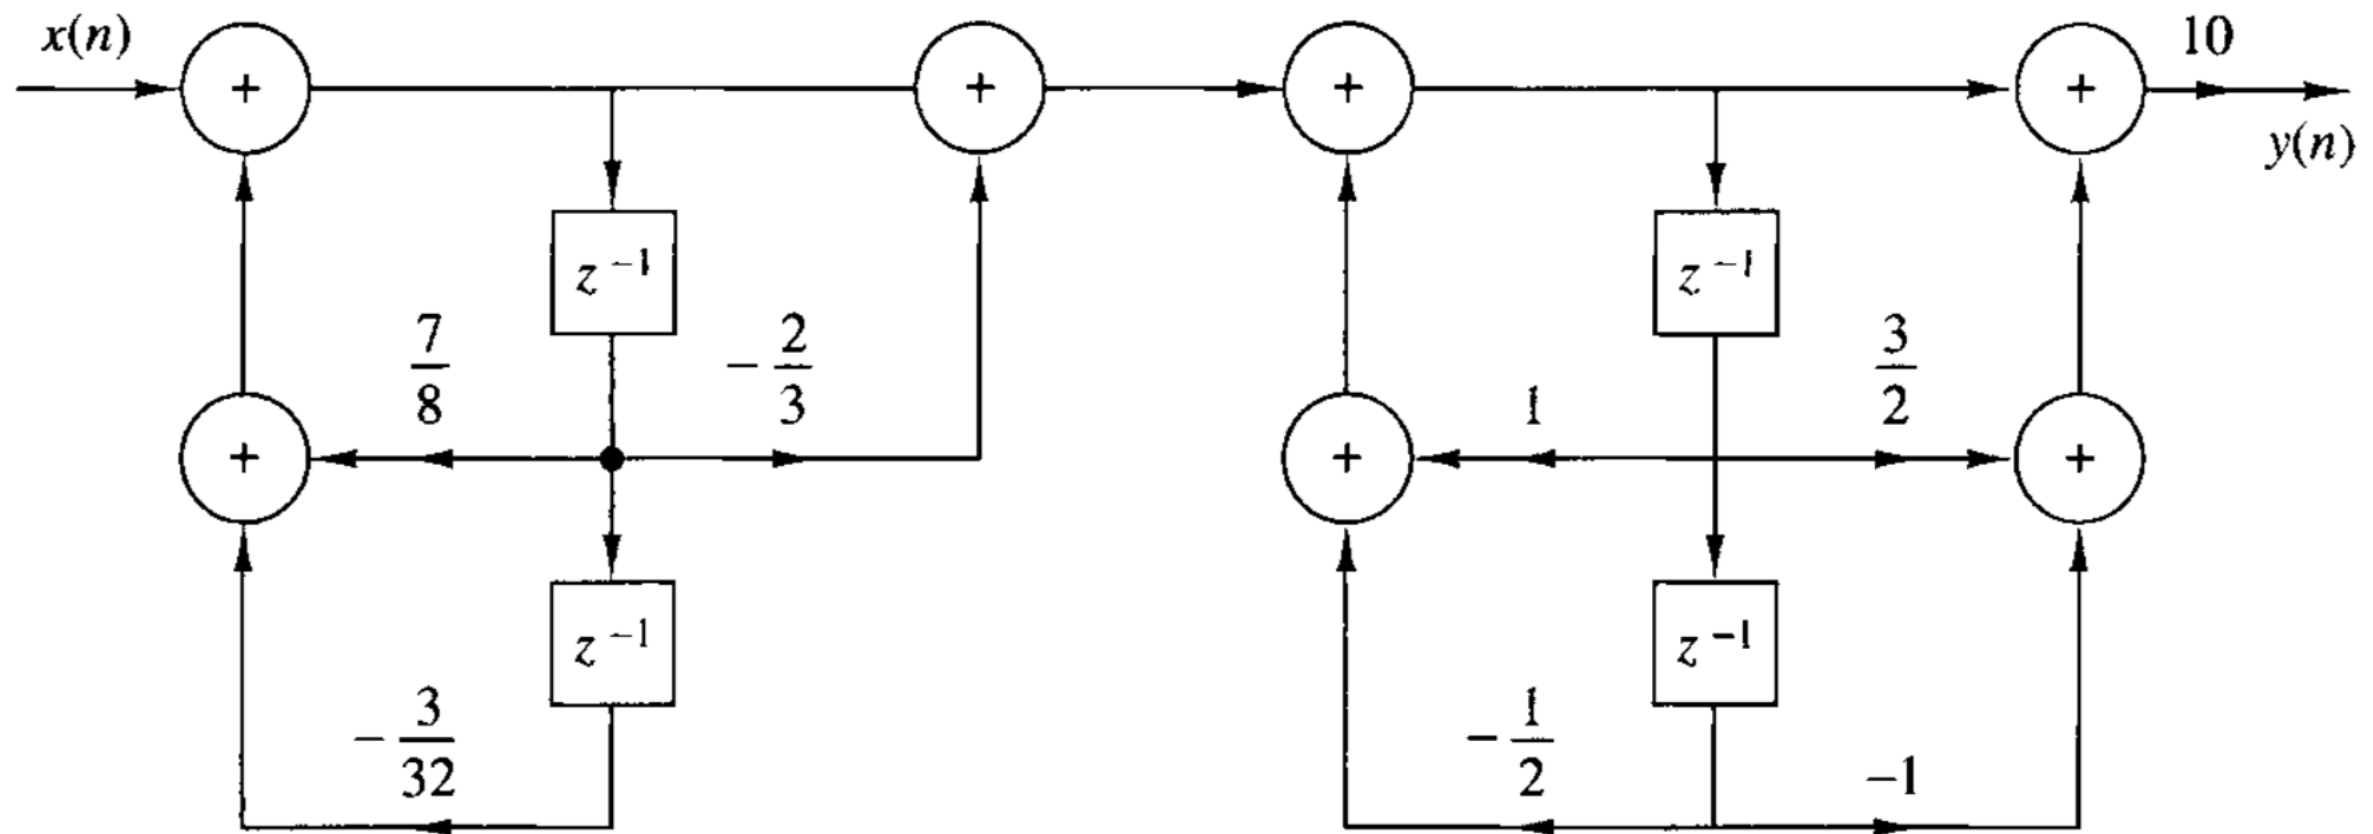 x(n)
10
y(n)
+
+
+
+
z⁻¹
z⁻¹
7/8
-2/3
1
3/2
+
+
+
z⁻¹
z⁻¹
-3/32
-1/2
-1